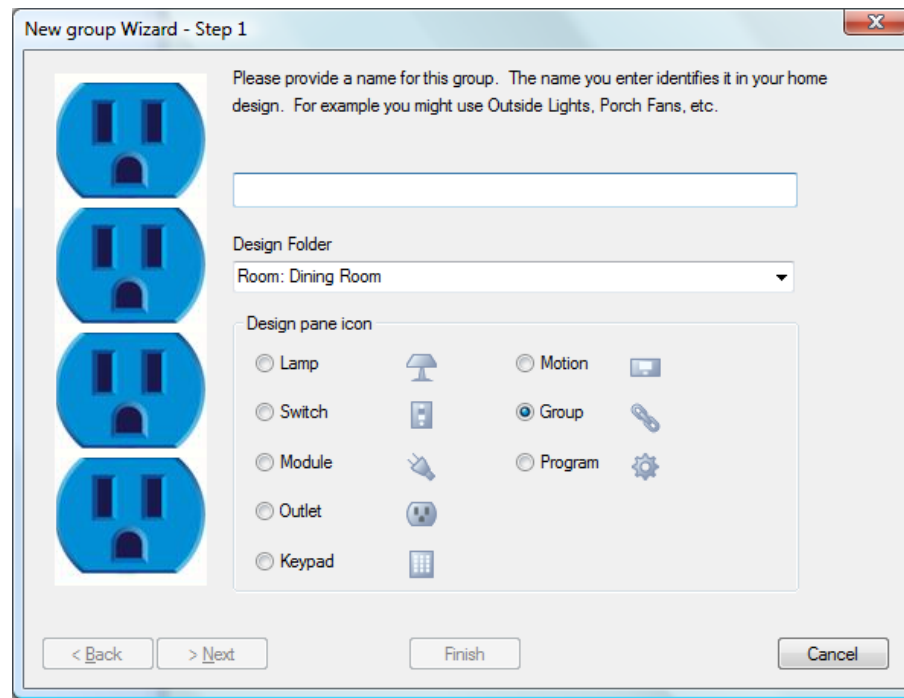 New group Wizard - Step 1
Please provide a name for this group. The name you enter identifies it in your home
design. For example you might use Outside Lights, Porch Fans, etc.
Design Folder
Room: Dining Room
Design pane icon
Lamp
Motion
Switch
Group
Module
Program
Outlet
Keypad
< Back
> Next
Finish
Cancel